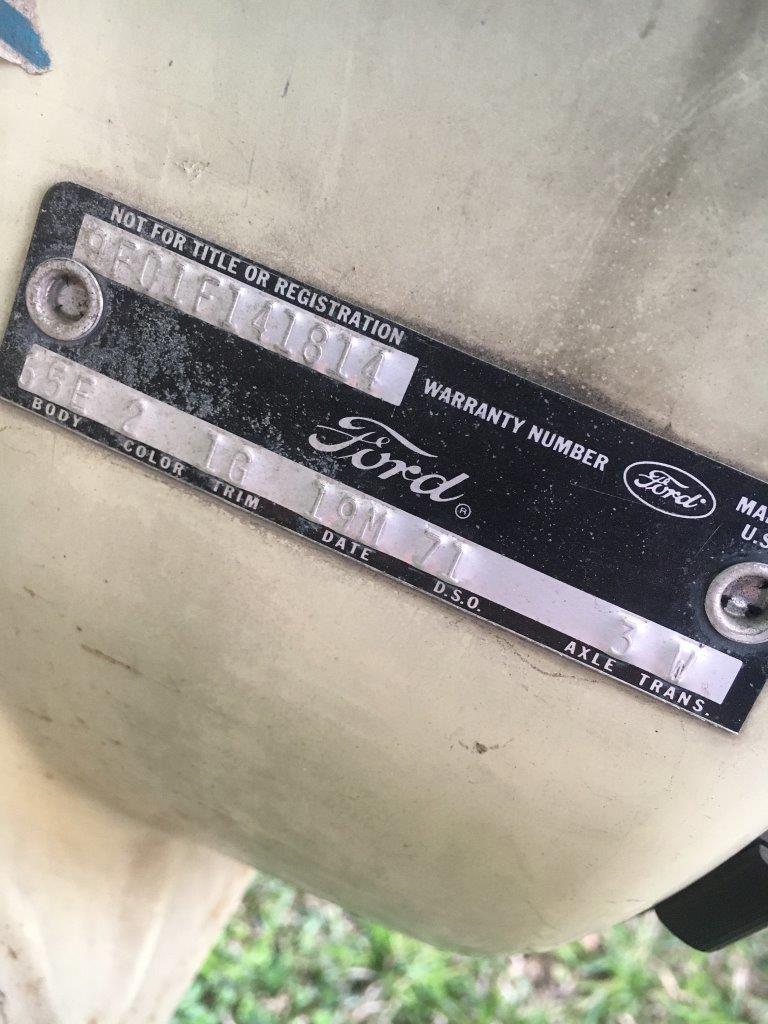 NOT FOR TITLE OR REGISTRATION
9F01F141814
WARRANTY NUMBER
Ford
MA
U.S
Ford®
65E 2 1G 19M 71 3 W
BODY COLOR TRIM DATE D.S.O. AXLE TRANS.